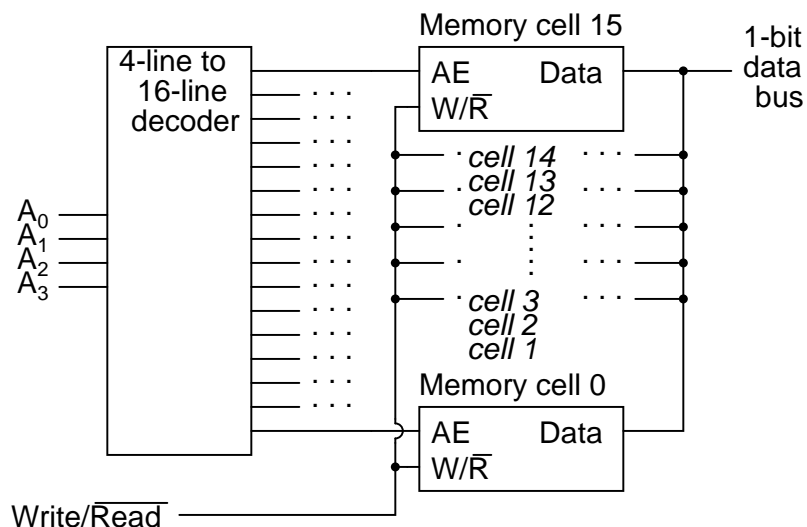 Memory cell 15
1-bit
data
bus
4-line to
16-line
decoder
AE Data
W/R̅
cell 14
cell 13
cell 12
A₀
A₁
A₂
A₃
cell 3
cell 2
cell 1
Memory cell 0
AE Data
W/R̅
Write/R̅e̅a̅d̅